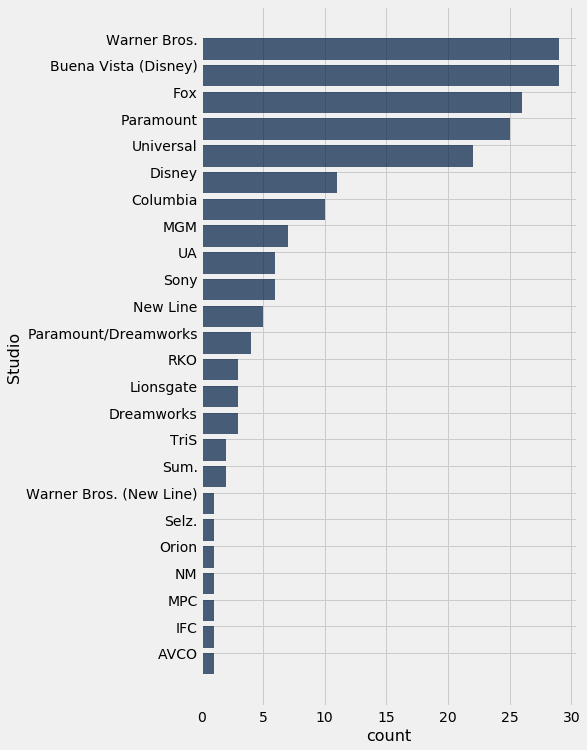 Warner Bros.
Buena Vista (Disney)
Fox
Paramount
Universal
Disney
Columbia
MGM
UA
Sony
New Line
Paramount/Dreamworks
RKO
Lionsgate
Dreamworks
TriS
Sum.
Warner Bros. (New Line)
Selz.
Orion
NM
MPC
IFC
AVCO
Studio
0 5 10 15 20 25 30
count